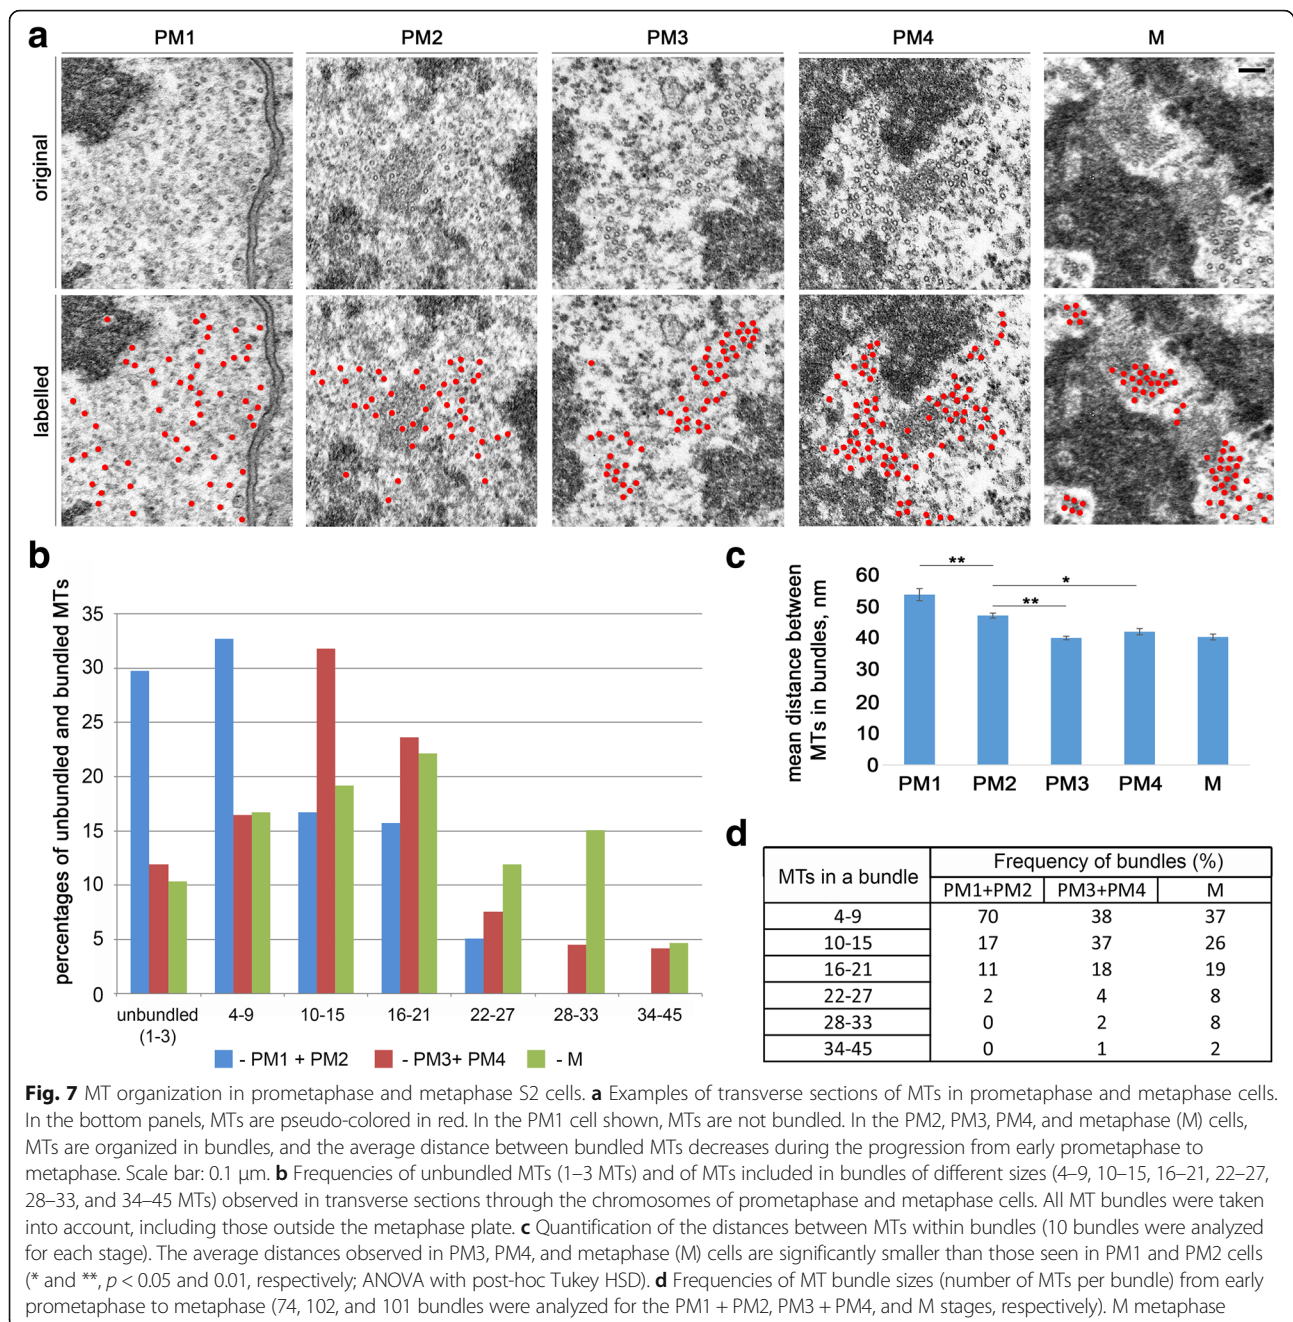 a
PM1 PM2 PM3 PM4 M
original
labelled
b
percentages of unbundled and bundled MTs
35
30
25
20
15
10
5
0
unbundled (1-3) 4-9 10-15 16-21 22-27 28-33 34-45
- PM1 + PM2 - PM3+ PM4 - M
c
mean distance between
MTs in bundles, nm
60
50
40
30
20
10
0
** * **
PM1 PM2 PM3 PM4 M
d
MTs in a bundle Frequency of bundles (%)
PM1+PM2 PM3+PM4 M
4-9 70 38 37
10-15 17 37 26
16-21 11 18 19
22-27 2 4 8
28-33 0 2 8
34-45 0 1 2
Fig. 7 MT organization in prometaphase and metaphase S2 cells. a Examples of transverse sections of MTs in prometaphase and metaphase cells.
In the bottom panels, MTs are pseudo-colored in red. In the PM1 cell shown, MTs are not bundled. In the PM2, PM3, PM4, and metaphase (M) cells,
MTs are organized in bundles, and the average distance between bundled MTs decreases during the progression from early prometaphase to
metaphase. Scale bar: 0.1 μm. b Frequencies of unbundled MTs (1–3 MTs) and of MTs included in bundles of different sizes (4–9, 10–15, 16–21, 22–27,
28–33, and 34–45 MTs) observed in transverse sections through the chromosomes of prometaphase and metaphase cells. All MT bundles were taken
into account, including those outside the metaphase plate. c Quantification of the distances between MTs within bundles (10 bundles were analyzed
for each stage). The average distances observed in PM3, PM4, and metaphase (M) cells are significantly smaller than those seen in PM1 and PM2 cells
(* and **, p < 0.05 and 0.01, respectively; ANOVA with post-hoc Tukey HSD). d Frequencies of MT bundle sizes (number of MTs per bundle) from early
prometaphase to metaphase (74, 102, and 101 bundles were analyzed for the PM1 + PM2, PM3 + PM4, and M stages, respectively). M metaphase